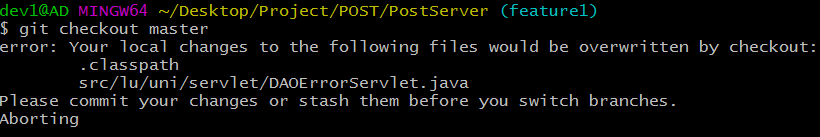 dev1@AD MINGW64 ~/Desktop/Project/POST/PostServer (feature1)
$ git checkout master
error: Your local changes to the following files would be overwritten by checkout:
        .classpath
        src/lu/uni/servlet/DAOErrorServlet.java
Please commit your changes or stash them before you switch branches.
Aborting